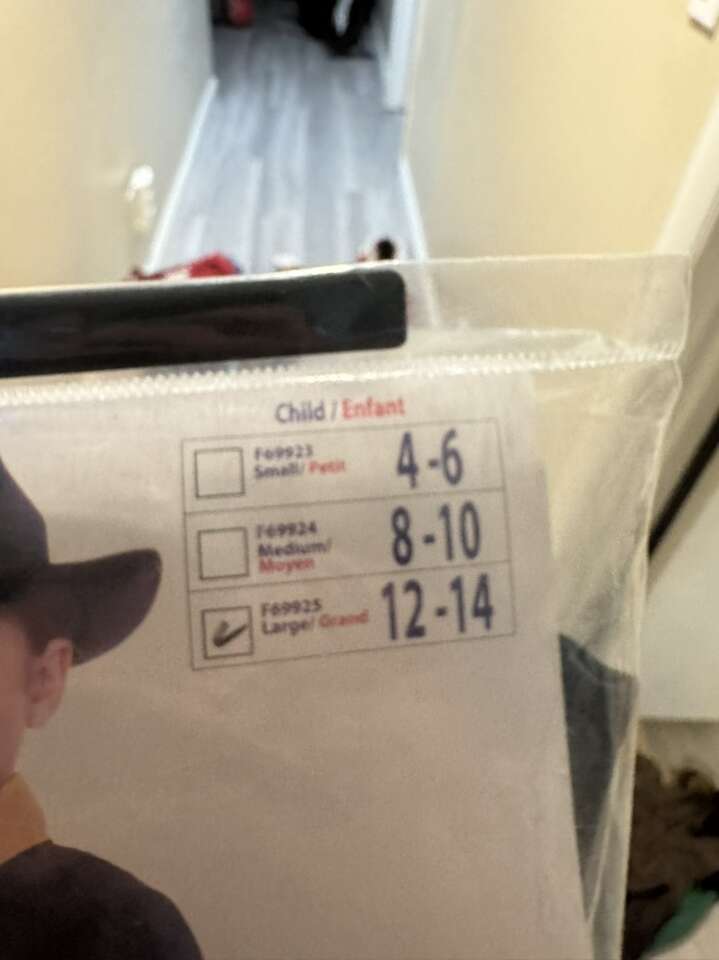 Child / Enfant
F69923
Small/ Petit
4 - 6
F69924
Medium/
Moyen
8 - 10
F69925
Large/ Grand
12 - 14